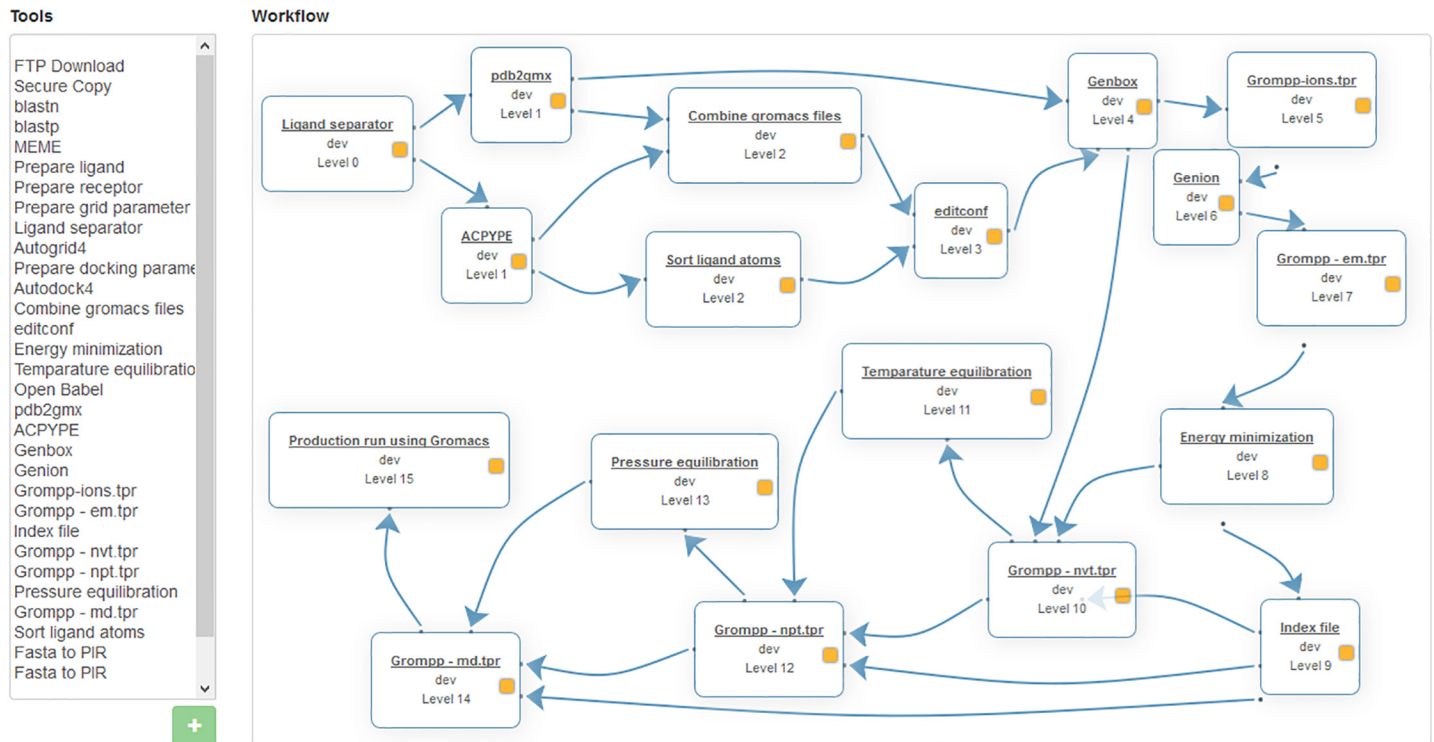 Tools
FTP Download
Secure Copy
blastn
blastp
MEME
Prepare ligand
Prepare receptor
Prepare grid parameter
Ligand separator
Autogrid4
Prepare docking parame
Autodock4
Combine gromacs files
editconf
Energy minimization
Temparature equilibratio
Open Babel
pdb2gmx
ACPYPE
Genbox
Genion
Grompp-ions.tpr
Grompp - em.tpr
Index file
Grompp - nvt.tpr
Grompp - npt.tpr
Pressure equilibration
Grompp - md.tpr
Sort ligand atoms
Fasta to PIR
Fasta to PIR
+
Workflow
Ligand separator
dev
Level 0
pdb2gmx
dev
Level 1
ACPYPE
dev
Level 1
Combine gromacs files
dev
Level 2
Sort ligand atoms
dev
Level 2
editconf
dev
Level 3
Genbox
dev
Level 4
Grompp-ions.tpr
dev
Level 5
Genion
dev
Level 6
Grompp - em.tpr
dev
Level 7
Energy minimization
dev
Level 8
Index file
dev
Level 9
Grompp - nvt.tpr
dev
Level 10
Temparature equilibration
dev
Level 11
Grompp - npt.tpr
dev
Level 12
Pressure equilibration
dev
Level 13
Grompp - md.tpr
dev
Level 14
Production run using Gromacs
dev
Level 15